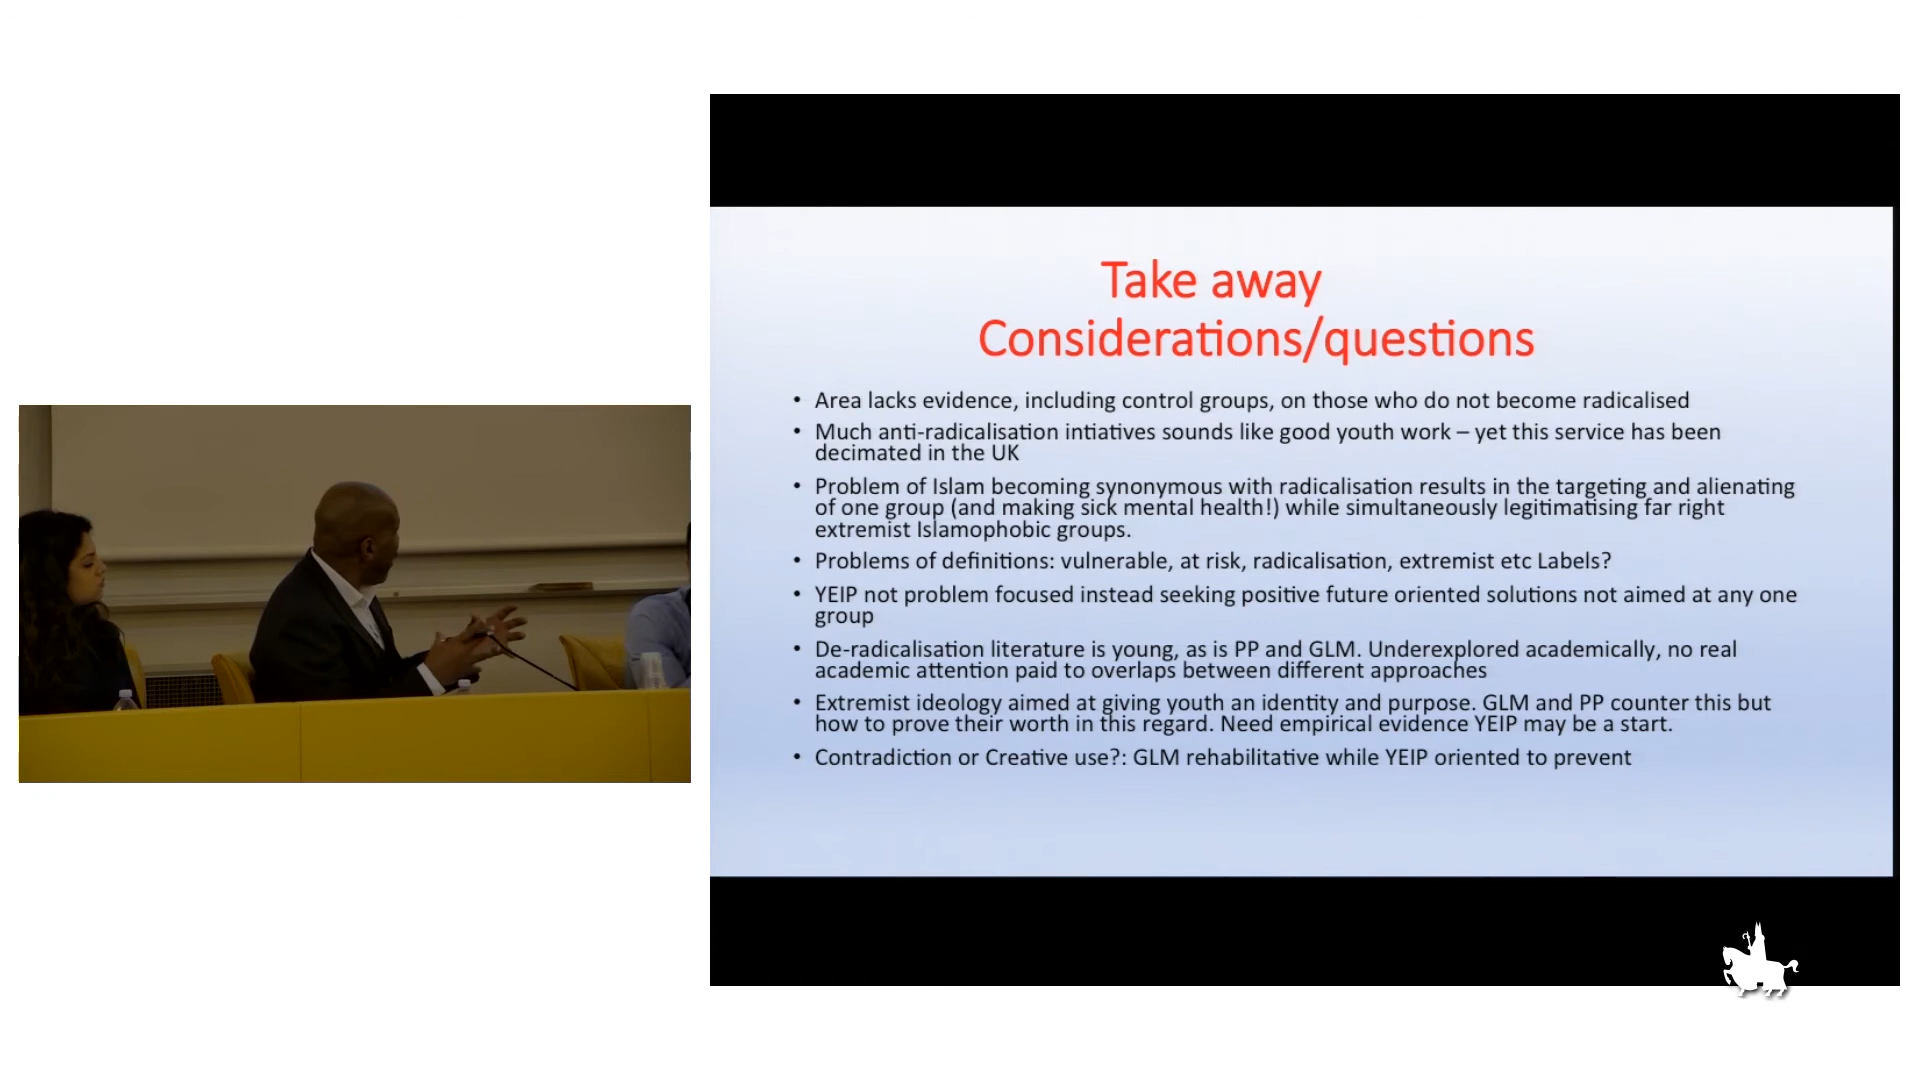 Take away
Considerations/questions
• Area lacks evidence, including control groups, on those who do not become radicalised
• Much anti-radicalisation intiatives sounds like good youth work – yet this service has been
decimated in the UK
• Problem of Islam becoming synonymous with radicalisation results in the targeting and alienating
of one group (and making sick mental health!) while simultaneously legitimatising far right
extremist Islamophobic groups.
• Problems of definitions: vulnerable, at risk, radicalisation, extremist etc Labels?
• YEIP not problem focused instead seeking positive future oriented solutions not aimed at any one
group
• De-radicalisation literature is young, as is PP and GLM. Underexplored academically, no real
academic attention paid to overlaps between different approaches
• Extremist ideology aimed at giving youth an identity and purpose. GLM and PP counter this but
how to prove their worth in this regard. Need empirical evidence YEIP may be a start.
• Contradiction or Creative use?: GLM rehabilitative while YEIP oriented to prevent